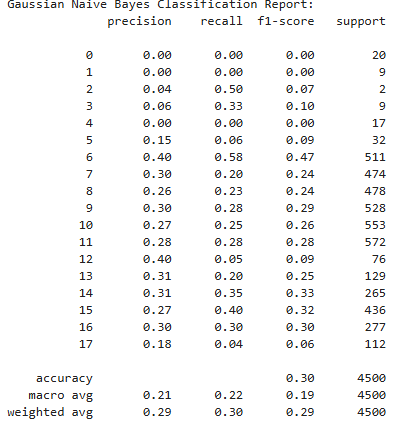 Gaussian Naive Bayes Classification Report:
precision recall f1-score support
0 0.00 0.00 0.00 20
1 0.00 0.00 0.00 9
2 0.04 0.50 0.07 2
3 0.06 0.33 0.10 9
4 0.00 0.00 0.00 17
5 0.15 0.06 0.09 32
6 0.40 0.58 0.47 511
7 0.30 0.20 0.24 474
8 0.26 0.23 0.24 478
9 0.30 0.28 0.29 528
10 0.27 0.25 0.26 553
11 0.28 0.28 0.28 572
12 0.40 0.05 0.09 76
13 0.31 0.20 0.25 129
14 0.31 0.35 0.33 265
15 0.27 0.40 0.32 436
16 0.30 0.30 0.30 277
17 0.18 0.04 0.06 112
accuracy 0.30 4500
macro avg 0.21 0.22 0.19 4500
weighted avg 0.29 0.30 0.29 4500